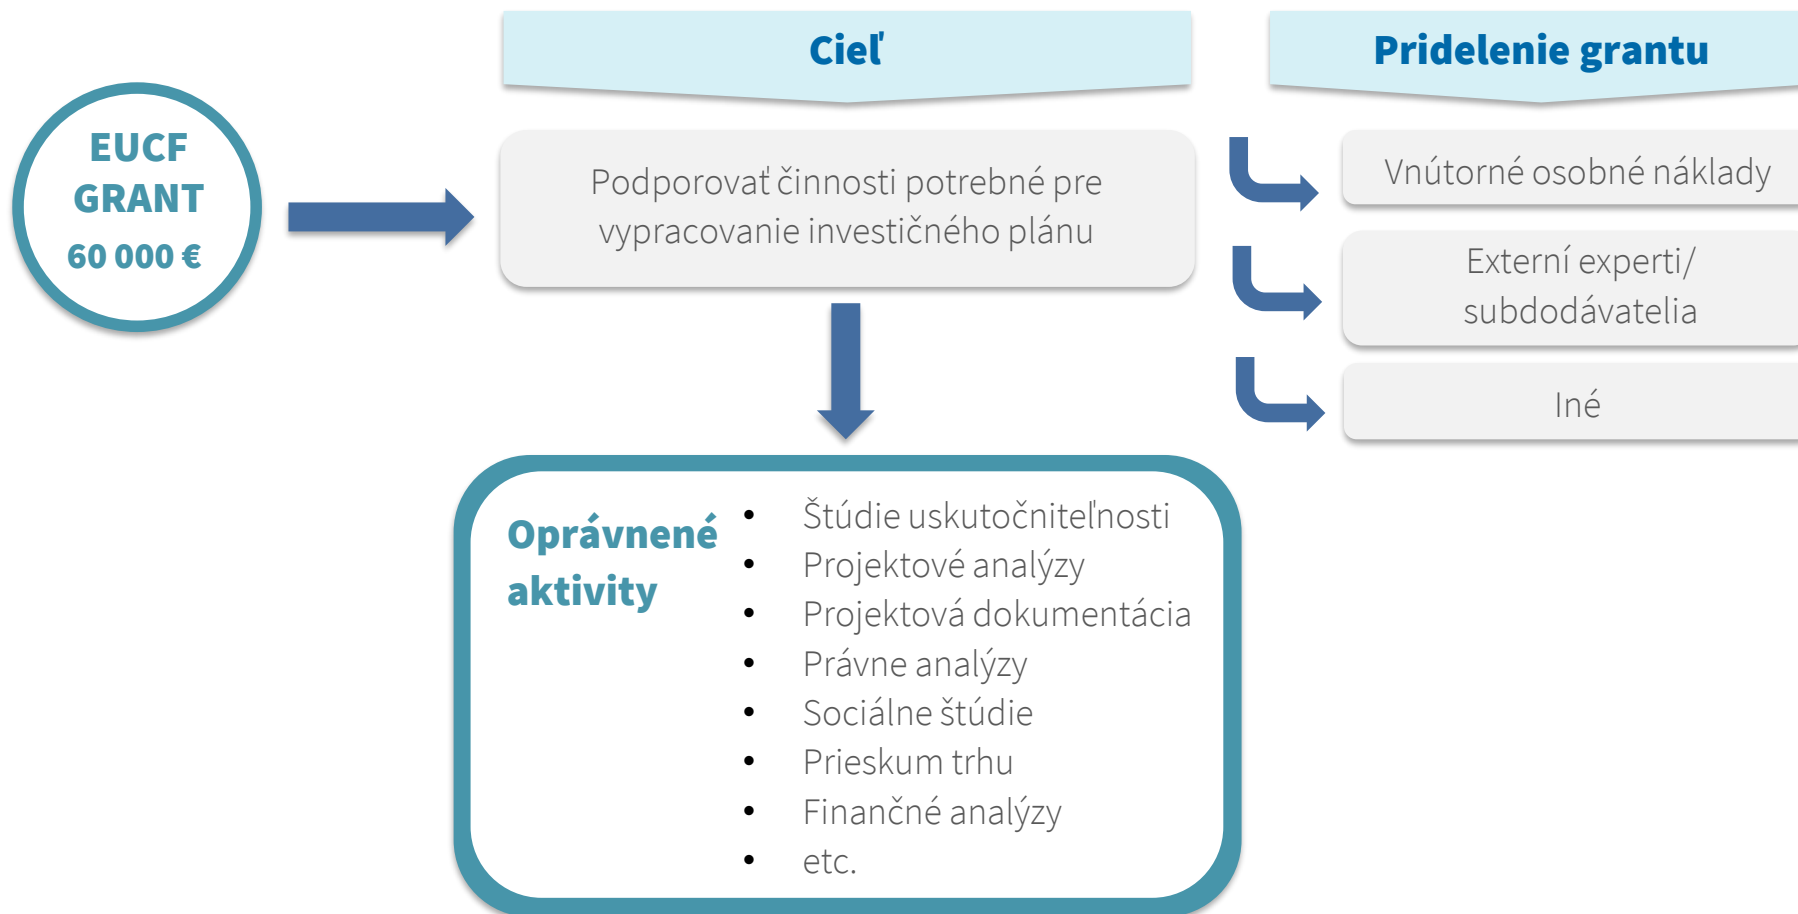 EUCF
GRANT
60 000 €
Cieľ
Podporovať činnosti potrebné pre
vypracovanie investičného plánu
Pridelenie grantu
Vnútorné osobné náklady
Externí experti/
subdodávatelia
Iné
Oprávnené
aktivity
• Štúdie uskutočniteľnosti
• Projektové analýzy
• Projektová dokumentácia
• Právne analýzy
• Sociálne štúdie
• Prieskum trhu
• Finančné analýzy
• etc.